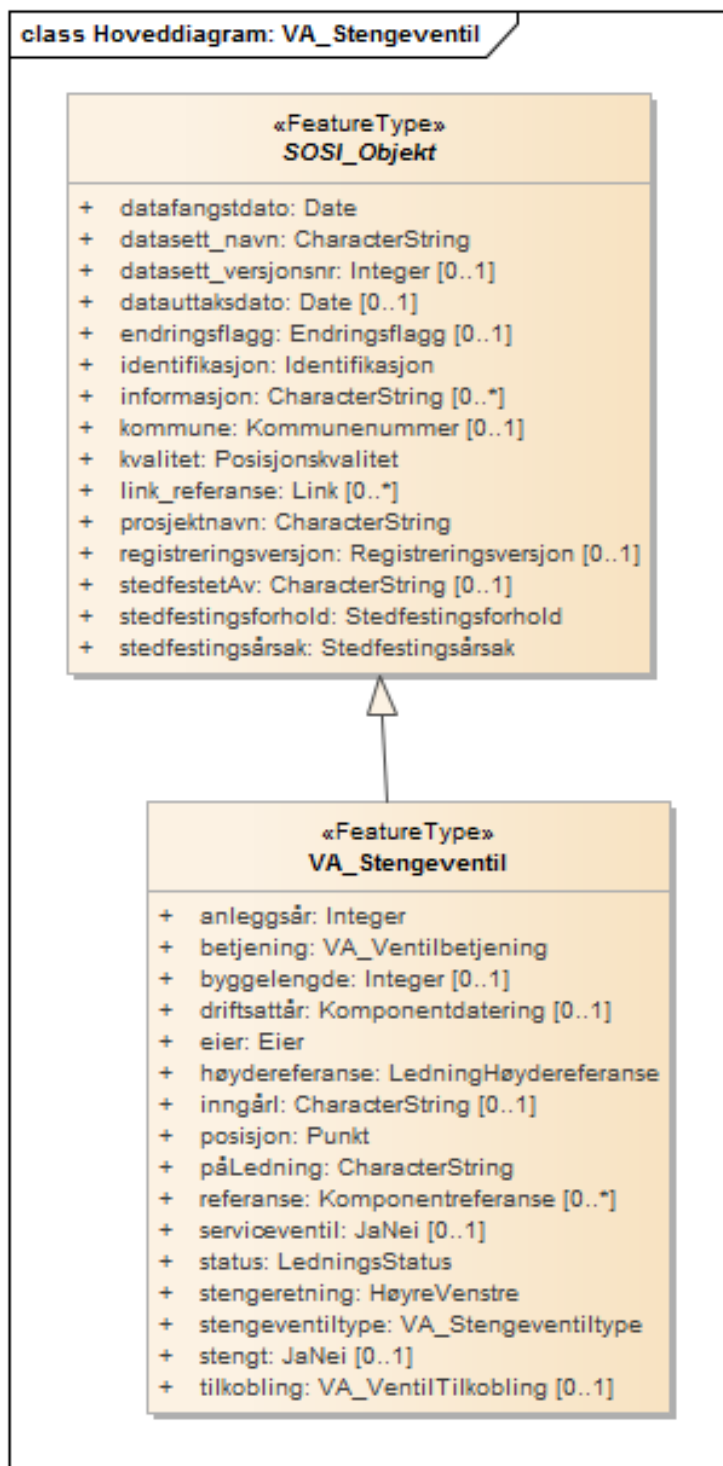 class Hoveddiagram: VA_Stengeventil
«FeatureType»
SOSI_Objekt
+ datafangstdato: Date
+ datasett_navn: CharacterString
+ datasett_versjonsnr: Integer [0..1]
+ datauttaksdato: Date [0..1]
+ endringsflagg: Endringsflagg [0..1]
+ identifikasjon: Identifikasjon
+ informasjon: CharacterString [0..*]
+ kommune: Kommunenummer [0..1]
+ kvalitet: Posisjonskvalitet
+ link_referanse: Link [0..*]
+ prosjektnavn: CharacterString
+ registreringsversjon: Registreringsversjon [0..1]
+ stedfestetAv: CharacterString [0..1]
+ stedfestingsforhold: Stedfestingsforhold
+ stedfestingsårsak: Stedfestingsårsak
«FeatureType»
VA_Stengeventil
+ anleggsår: Integer
+ betjening: VA_Ventilbetjening
+ byggelengde: Integer [0..1]
+ driftsattår: Komponentdatering [0..1]
+ eier: Eier
+ høydereferanse: LedningHøydereferanse
+ inngårI: CharacterString [0..1]
+ posisjon: Punkt
+ påLedning: CharacterString
+ referanse: Komponentreferanse [0..*]
+ serviceventil: JaNei [0..1]
+ status: LedningsStatus
+ stengeretning: HøyreVenstre
+ stengeventiltype: VA_Stengeventiltype
+ stengt: JaNei [0..1]
+ tilkobling: VA_VentilTilkobling [0..1]